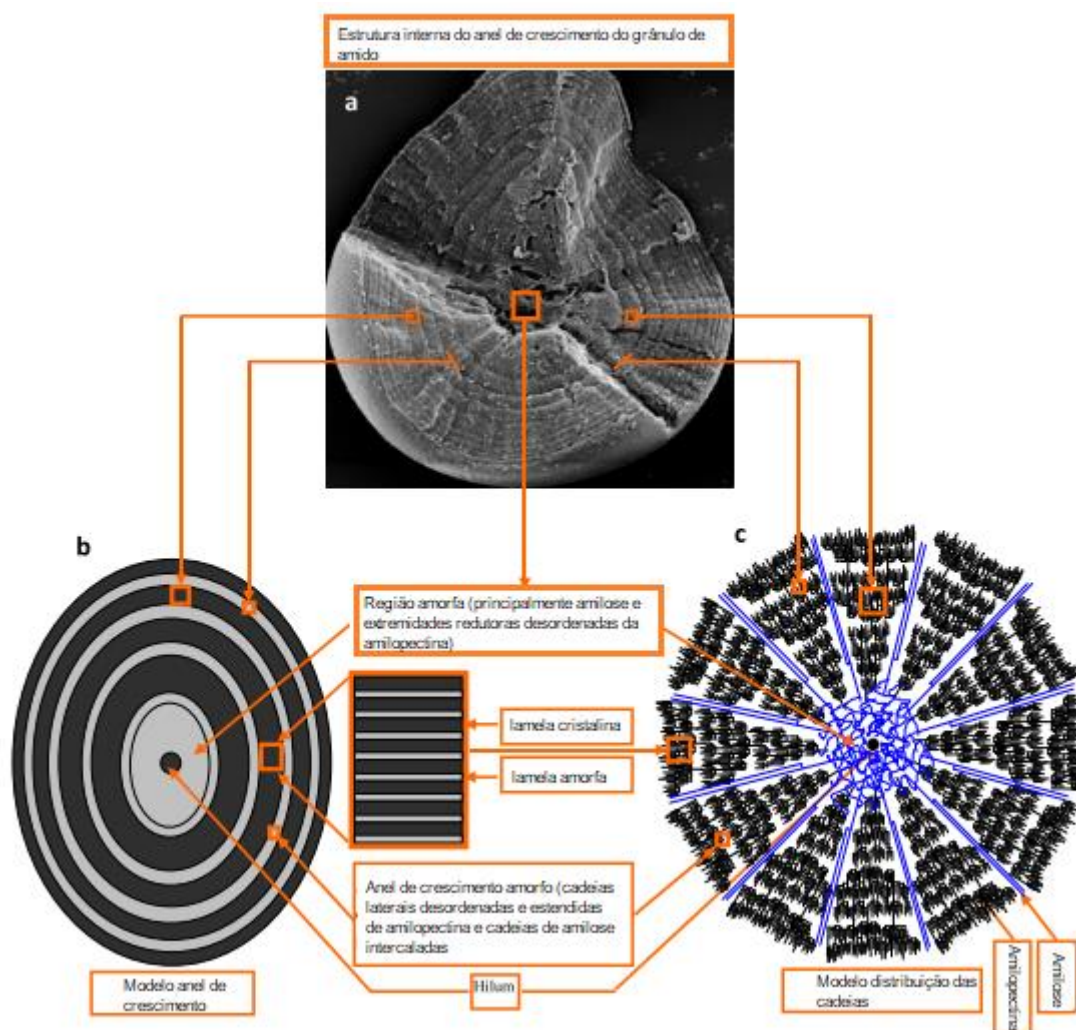 Estrutura interna do anel de crescimento do grânulo de
amido
a
b
c
Região amorfa (principalmente amilose e
extremidades redutoras desordenadas da
amilopectina)
lamela cristalina
lamela amorfa
Anel de crescimento amorfo (cadeias
laterais desordenadas e estendidas
de amilopectina e cadeias de amilose
intercaladas
Hilum
Modelo anel de
crescimento
Modelo distribuição das
cadeias
Amilopectina
Amilose